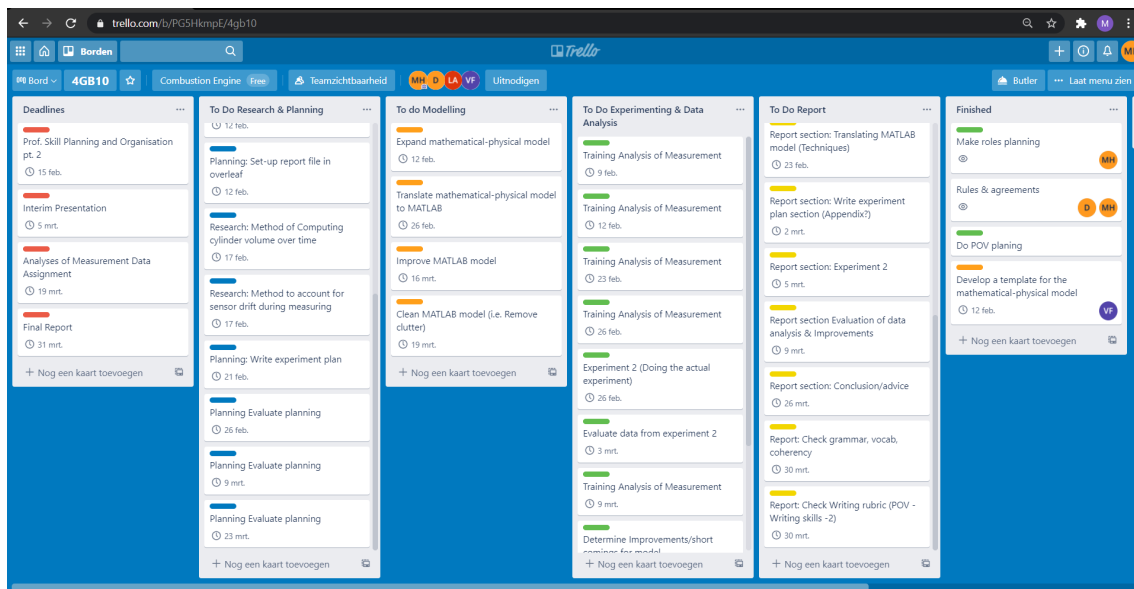 trello.com/b/PG5HkmpE/4gb10
M
Borden
Trello
Bord
4GB10
Combustion Engine Free
Teamzichtbaarheid
MH D LA VF
Uitnodigen
Butler
... Laat menu zien
Deadlines
Prof. Skill Planning and Organisation
pt. 2
15 feb.
Interim Presentation
5 mrt.
Analyses of Measurement Data
Assignment
19 mrt.
Final Report
31 mrt.
+ Nog een kaart toevoegen
To Do Research & Planning
12 feb.
Planning: Set-up report file in
overleaf
12 feb.
Research: Method of Computing
cylinder volume over time
17 feb.
Research: Method to account for
sensor drift during measuring
17 feb.
Planning: Write experiment plan
21 feb.
Planning Evaluate planning
26 feb.
Planning Evaluate planning
9 mrt.
Planning Evaluate planning
23 mrt.
+ Nog een kaart toevoegen
To do Modelling
Expand mathematical-physical model
12 feb.
Translate mathematical-physical model
to MATLAB
26 feb.
Improve MATLAB model
16 mrt.
Clean MATLAB model (i.e. Remove
clutter)
19 mrt.
+ Nog een kaart toevoegen
To Do Experimenting & Data
Analysis
Training Analysis of Measurement
9 feb.
Training Analysis of Measurement
12 feb.
Training Analysis of Measurement
23 feb.
Training Analysis of Measurement
26 feb.
Experiment 2 (Doing the actual
experiment)
26 feb.
Evaluate data from experiment 2
3 mrt.
Training Analysis of Measurement
9 mrt.
Determine Improvements/short
comings for model
+ Nog een kaart toevoegen
To Do Report
Report section: Translating MATLAB
model (Techniques)
23 feb.
Report section: Write experiment
plan section (Appendix?)
2 mrt.
Report section: Experiment 2
5 mrt.
Report section Evaluation of data
analysis & Improvements
9 mrt.
Report section: Conclusion/advice
26 mrt.
Report: Check grammar, vocab,
coherency
30 mrt.
Report: Check Writing rubric (POV -
Writing skills -2)
30 mrt.
+ Nog een kaart toevoegen
Finished
Make roles planning
MH
Rules & agreements
D MH
Do POV planing
Develop a template for the
mathematical-physical model
12 feb.
VF
+ Nog een kaart toevoegen